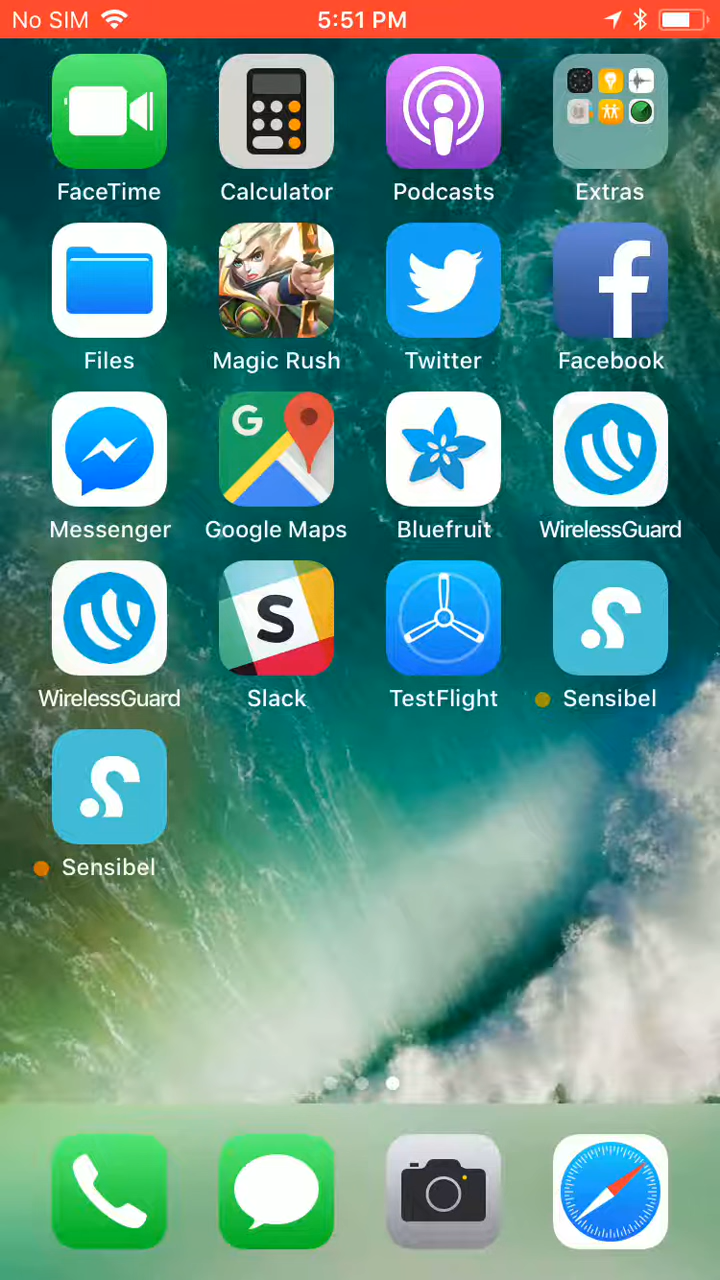 No SIM 5:51 PM
FaceTime Calculator Podcasts Extras
Files Magic Rush Twitter Facebook
G
Messenger Google Maps Bluefruit WirelessGuard
S
WirelessGuard Slack TestFlight Sensibel
Sensibel